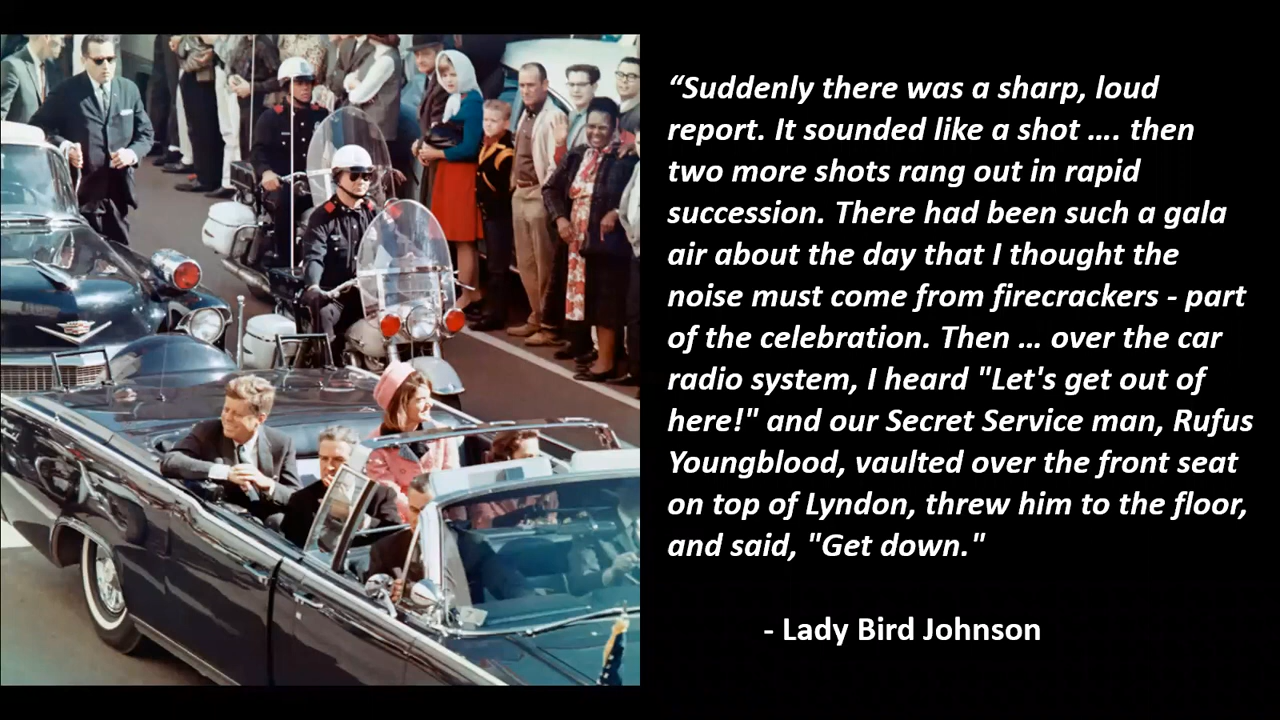 “Suddenly there was a sharp, loud
report. It sounded like a shot .... then
two more shots rang out in rapid
succession. There had been such a gala
air about the day that I thought the
noise must come from firecrackers - part
of the celebration. Then ... over the car
radio system, I heard "Let's get out of
here!" and our Secret Service man, Rufus
Youngblood, vaulted over the front seat
on top of Lyndon, threw him to the floor,
and said, "Get down."
- Lady Bird Johnson